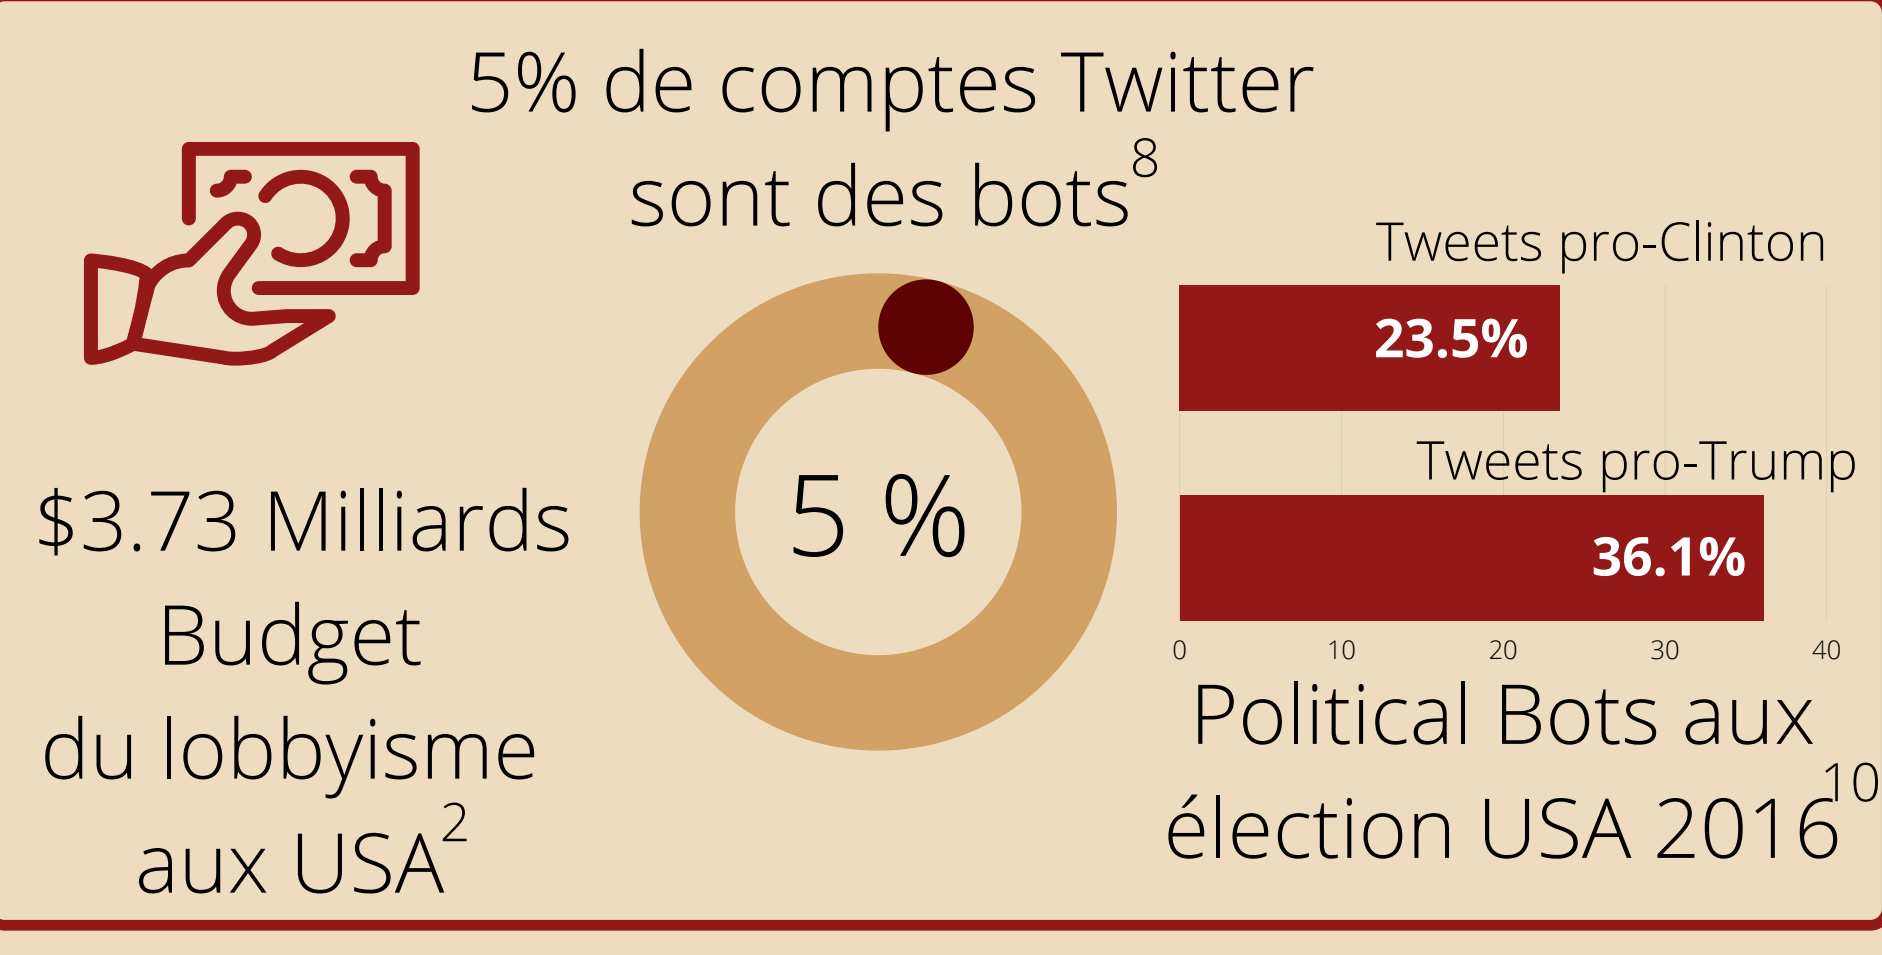 5% de comptes Twitter
sont des bots⁸
5 %
$3.73 Milliards
Budget
du lobbyisme
aux USA²
Tweets pro-Clinton
23.5%
Tweets pro-Trump
36.1%
0 10 20 30 40
Political Bots aux
élection USA 2016¹⁰